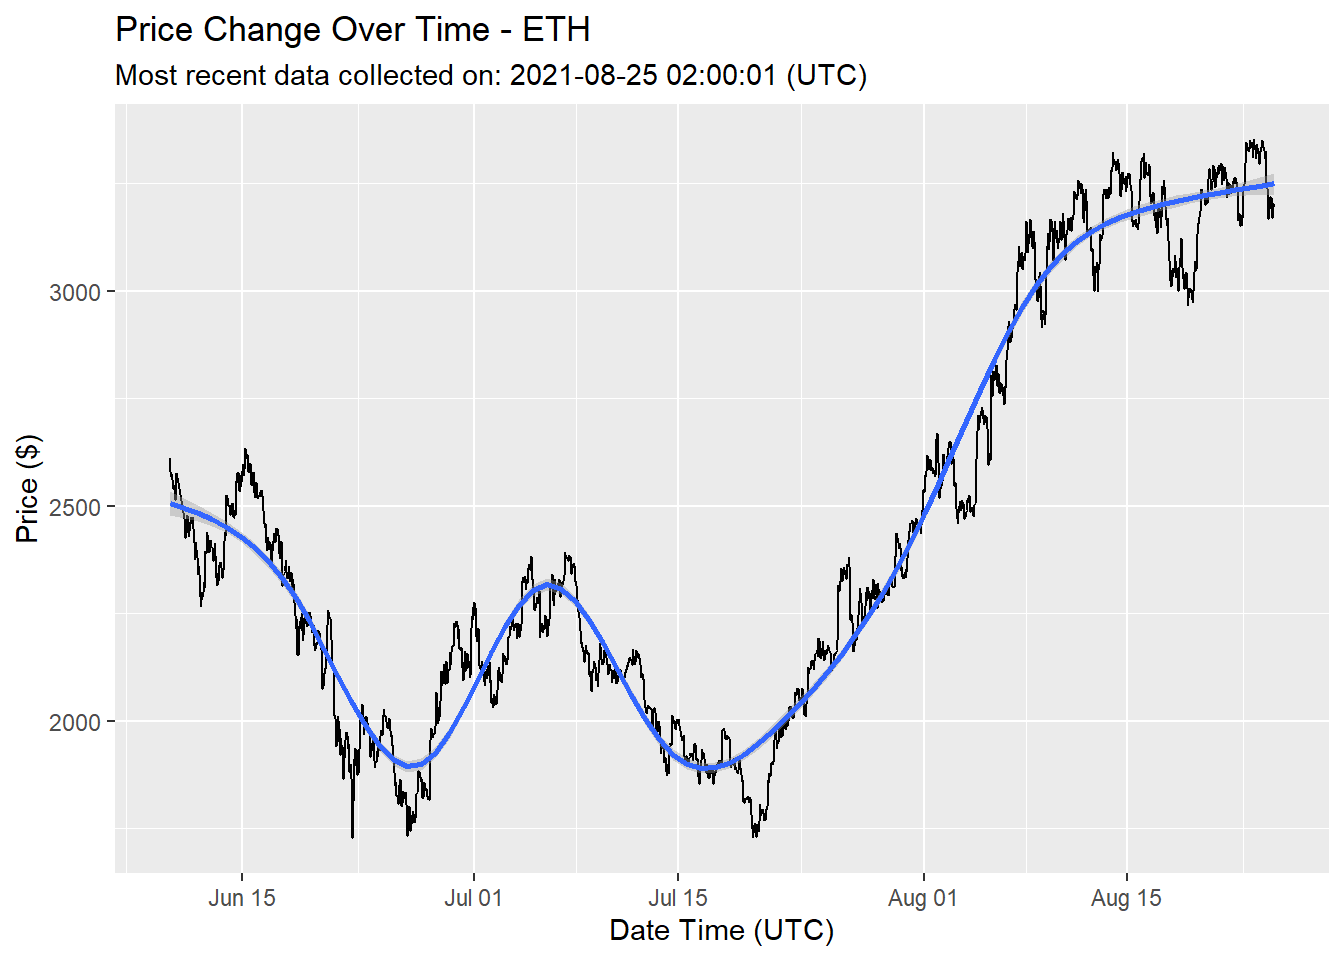 Price Change Over Time - ETH
Most recent data collected on: 2021-08-25 02:00:01 (UTC)
Price ($)
3000
2500
2000
Jun 15
Jul 01
Jul 15
Aug 01
Aug 15
Date Time (UTC)